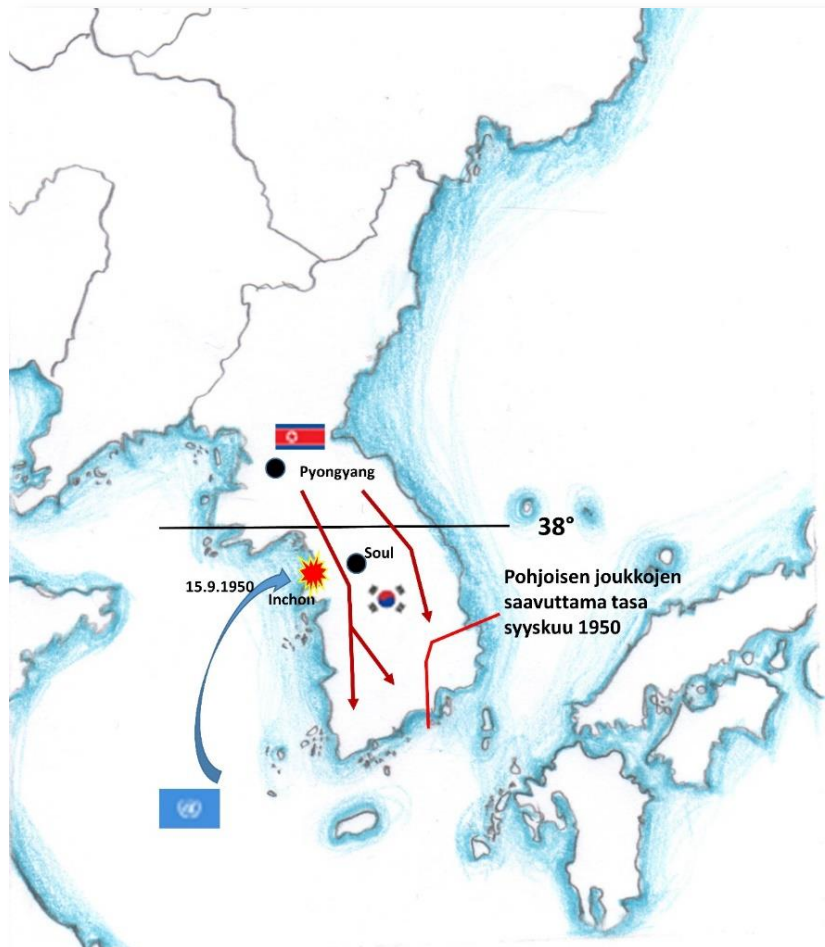 Pyongyang
38°
Soul
15.9.1950
Inchon
Pohjoisen joukkojen
saavuttama tasa
syyskuu 1950